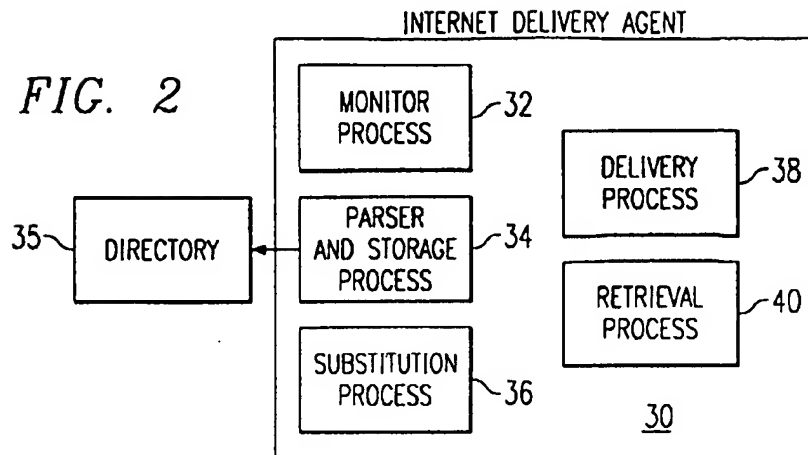 INTERNET DELIVERY AGENT
FIG. 2
MONITOR
PROCESS
32
DELIVERY
PROCESS
38
35
DIRECTORY
PARSER
AND STORAGE
PROCESS
34
RETRIEVAL
PROCESS
40
SUBSTITUTION
PROCESS
36
30